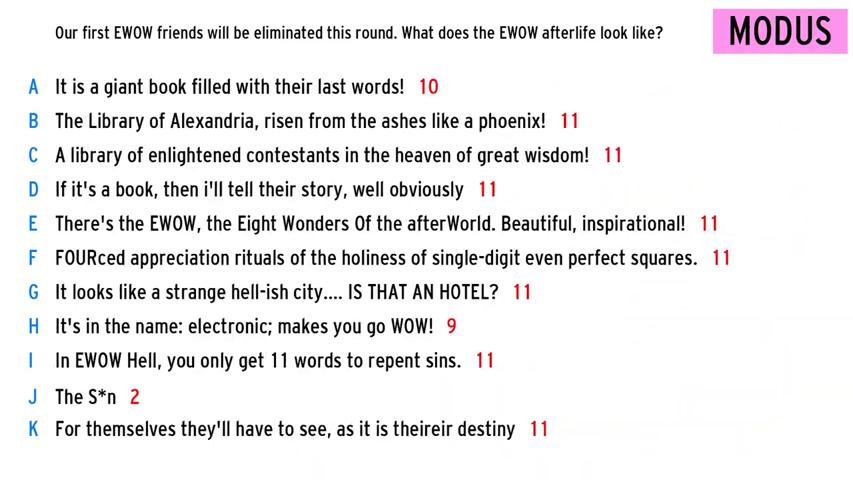 Our first EWOW friends will be eliminated this round. What does the EWOW afterlife look like?
MODUS
A It is a giant book filled with their last words! 10
B The Library of Alexandria, risen from the ashes like a phoenix! 11
C A library of enlightened contestants in the heaven of great wisdom! 11
D If it's a book, then i'll tell their story, well obviously 11
E There's the EWOW, the Eight Wonders Of the afterWorld. Beautiful, inspirational! 11
F FOURced appreciation rituals of the holiness of single-digit even perfect squares. 11
G It looks like a strange hell-ish city.... IS THAT AN HOTEL? 11
H It's in the name: electronic; makes you go WOW! 9
I In EWOW Hell, you only get 11 words to repent sins. 11
J The S*n 2
K For themselves they'll have to see, as it is theireir destiny 11